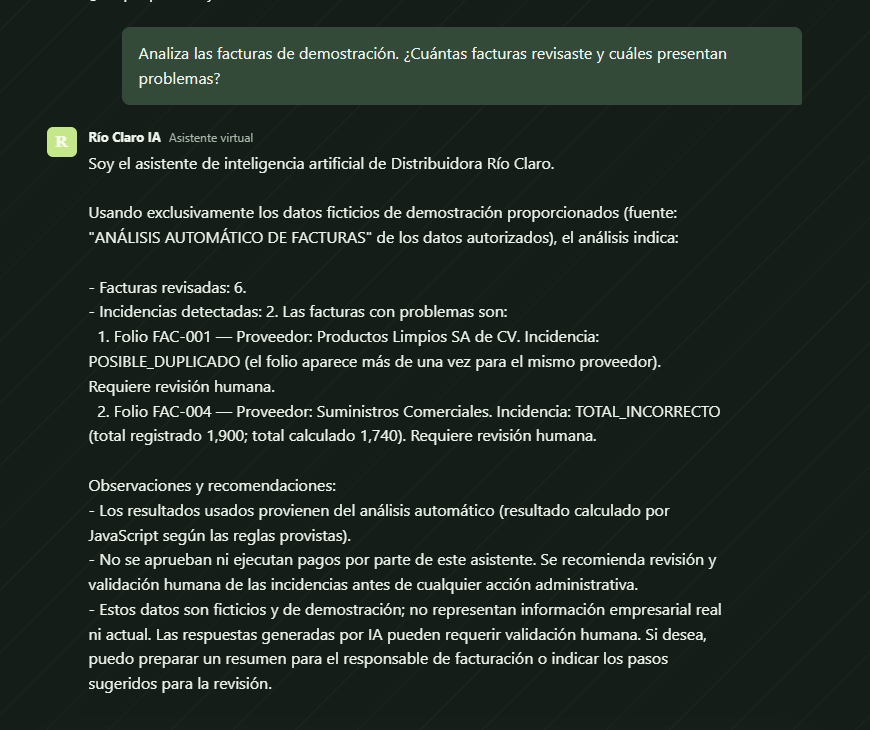 Analiza las facturas de demostración. ¿Cuántas facturas revisaste y cuáles presentan
problemas?
R
Río Claro IA Asistente virtual
Soy el asistente de inteligencia artificial de Distribuidora Río Claro.
Usando exclusivamente los datos ficticios de demostración proporcionados (fuente:
"ANÁLISIS AUTOMÁTICO DE FACTURAS" de los datos autorizados), el análisis indica:
- Facturas revisadas: 6.
- Incidencias detectadas: 2. Las facturas con problemas son:
1. Folio FAC-001 — Proveedor: Productos Limpios SA de CV. Incidencia:
POSIBLE_DUPLICADO (el folio aparece más de una vez para el mismo proveedor).
Requiere revisión humana.
2. Folio FAC-004 — Proveedor: Suministros Comerciales. Incidencia: TOTAL_INCORRECTO
(total registrado 1,900; total calculado 1,740). Requiere revisión humana.
Observaciones y recomendaciones:
- Los resultados usados provienen del análisis automático (resultado calculado por
JavaScript según las reglas provistas).
- No se aprueban ni ejecutan pagos por parte de este asistente. Se recomienda revisión y
validación humana de las incidencias antes de cualquier acción administrativa.
- Estos datos son ficticios y de demostración; no representan información empresarial real
ni actual. Las respuestas generadas por IA pueden requerir validación humana. Si desea,
puedo preparar un resumen para el responsable de facturación o indicar los pasos
sugeridos para la revisión.